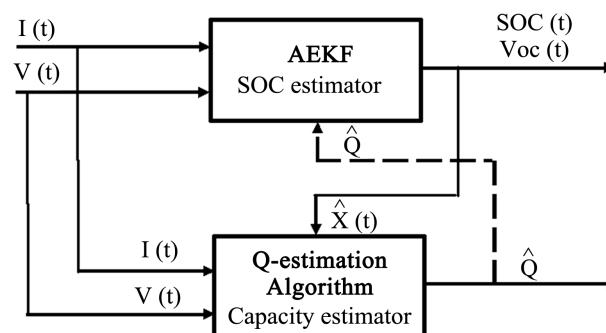 I (t)
V (t)
AEKF
SOC estimator
SOC (t)
Voc (t)
Q̂
X̂ (t)
I (t)
V (t)
Q-estimation
Algorithm
Capacity estimator
Q̂